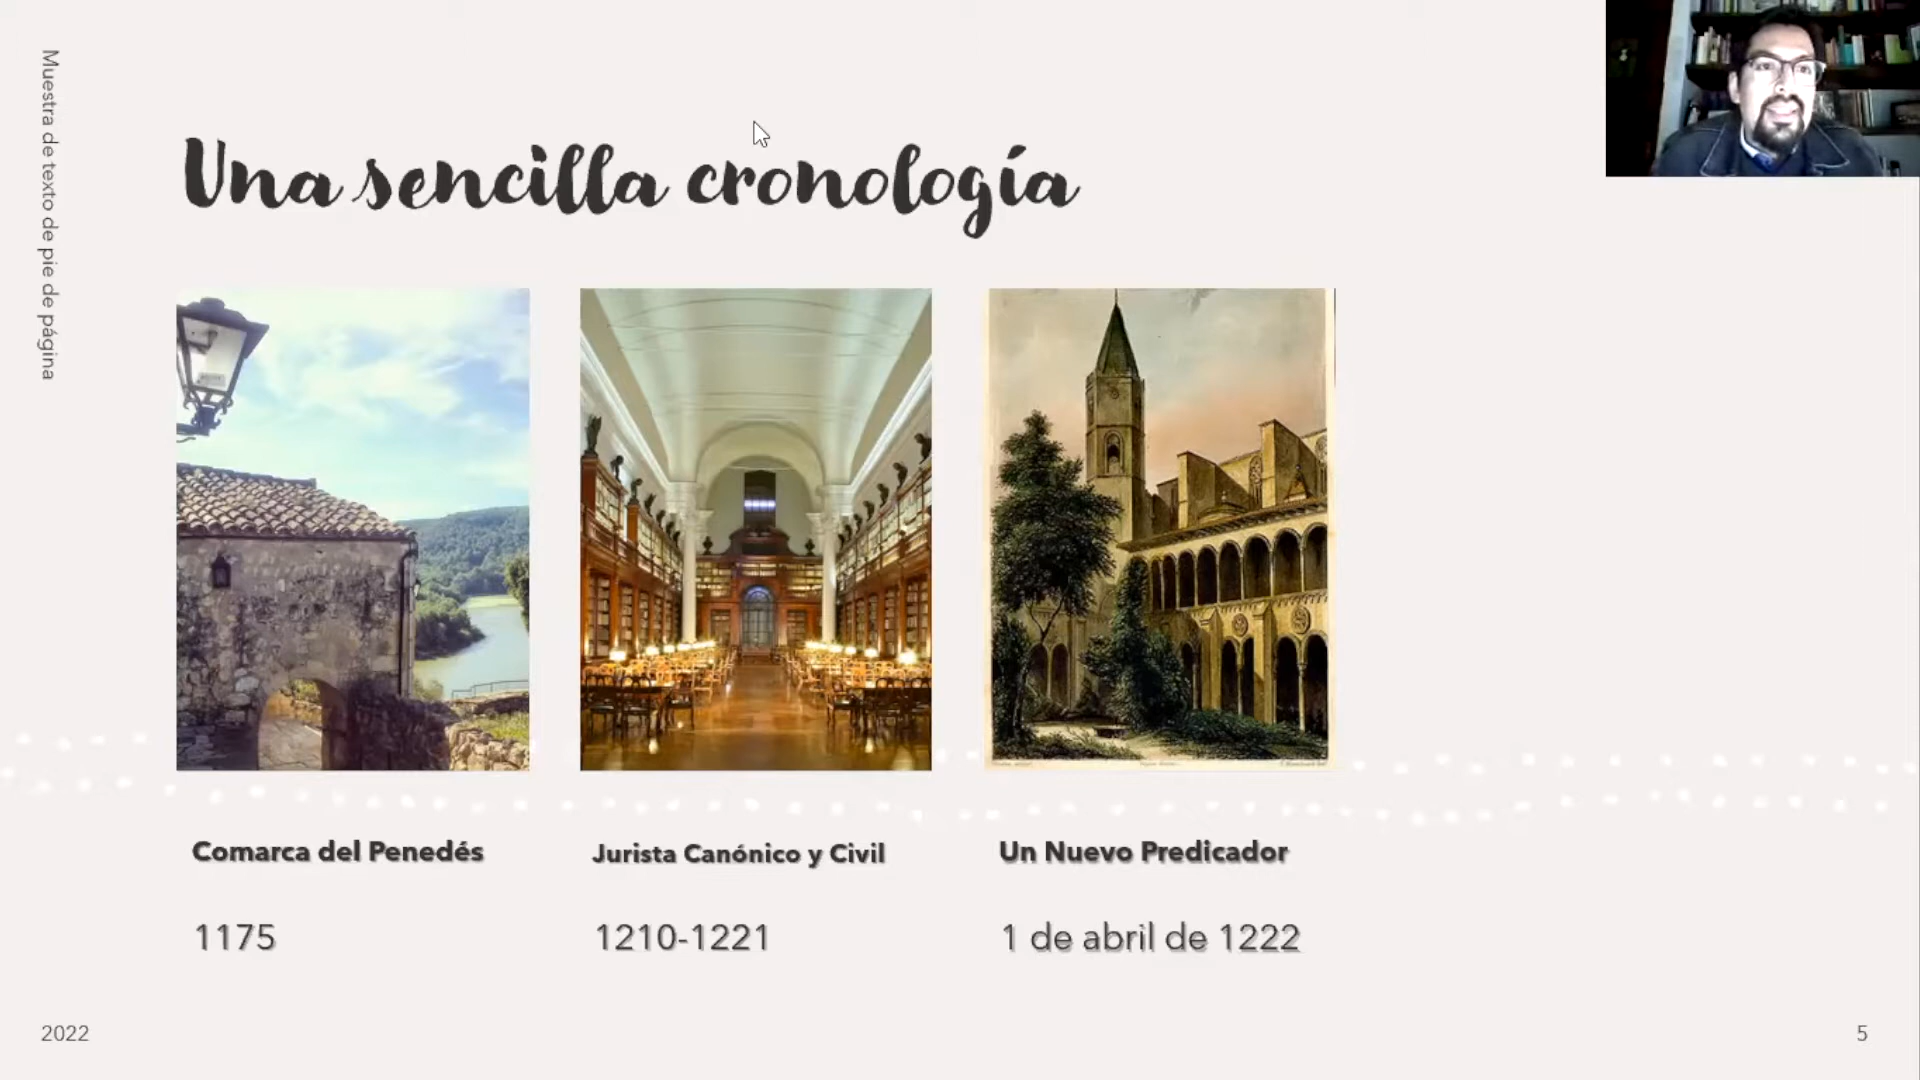 Muestra de texto de pie de página
Una sencilla cronología
Comarca del Penedés
Jurista Canónico y Civil
Un Nuevo Predicador
1175
1210-1221
1 de abril de 1222
2022
5